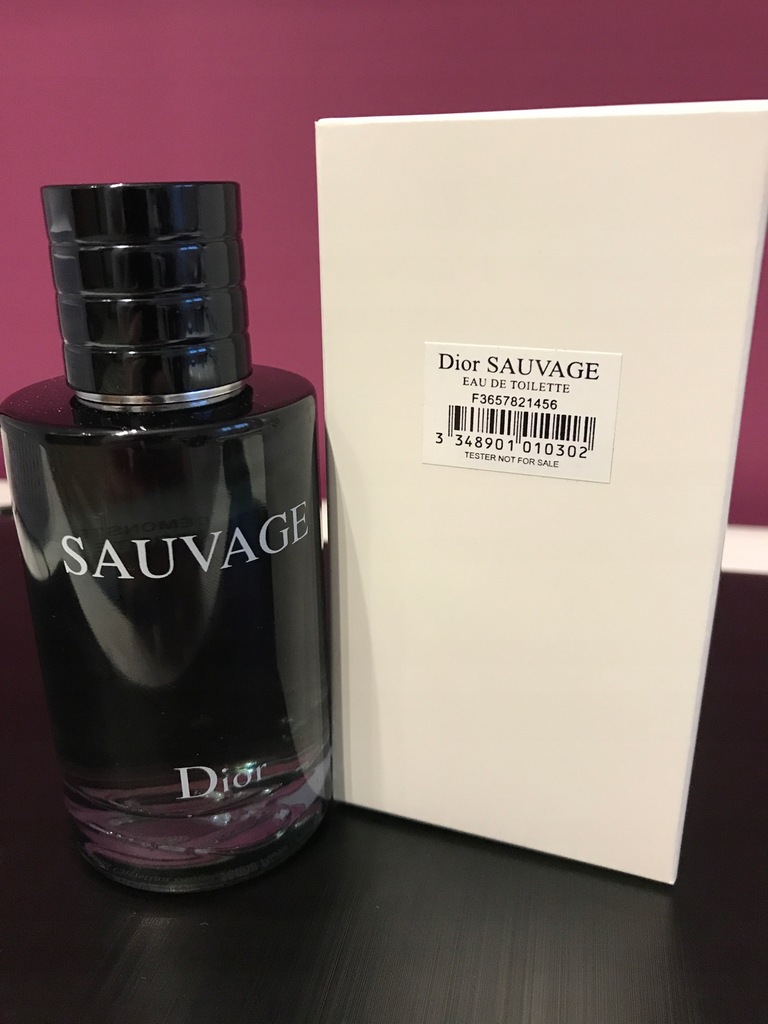 SAUVAGE
Dior
Dior SAUVAGE
EAU DE TOILETTE
F3657821456
3 348901 010302
TESTER NOT FOR SALE